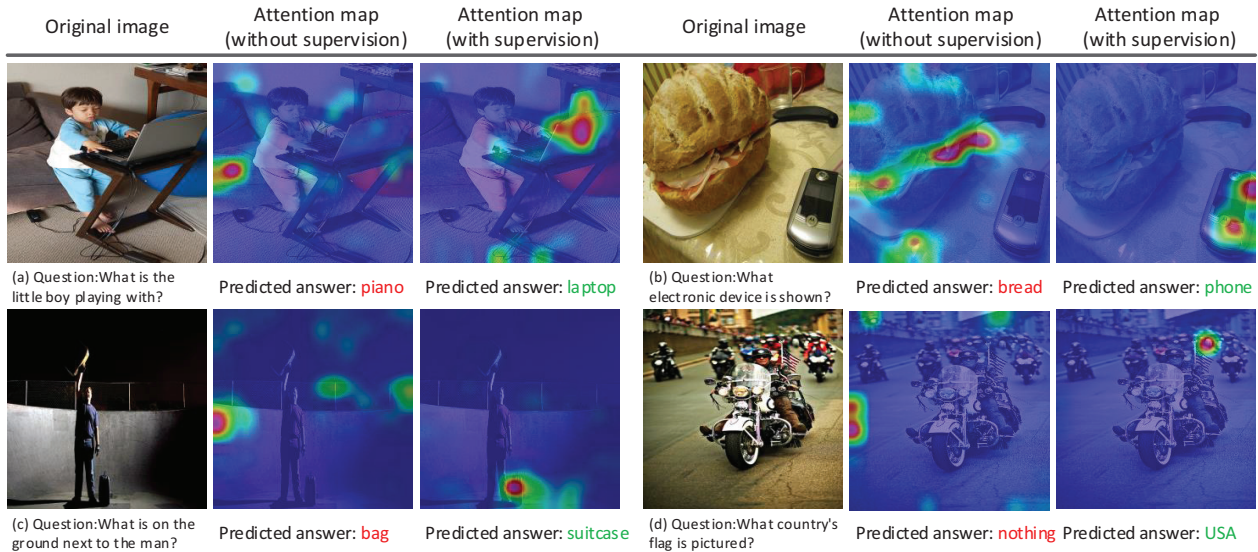 Original image
Attention map
(without supervision)
Attention map
(with supervision)
Original image
Attention map
(without supervision)
Attention map
(with supervision)
(a) Question:What is the
little boy playing with?
Predicted answer: piano
Predicted answer: laptop
(b) Question:What
electronic device is shown?
Predicted answer: bread
Predicted answer: phone
(c) Question:What is on the
ground next to the man?
Predicted answer: bag
Predicted answer: suitcase
(d) Question:What country's
flag is pictured?
Predicted answer: nothing
Predicted answer: USA